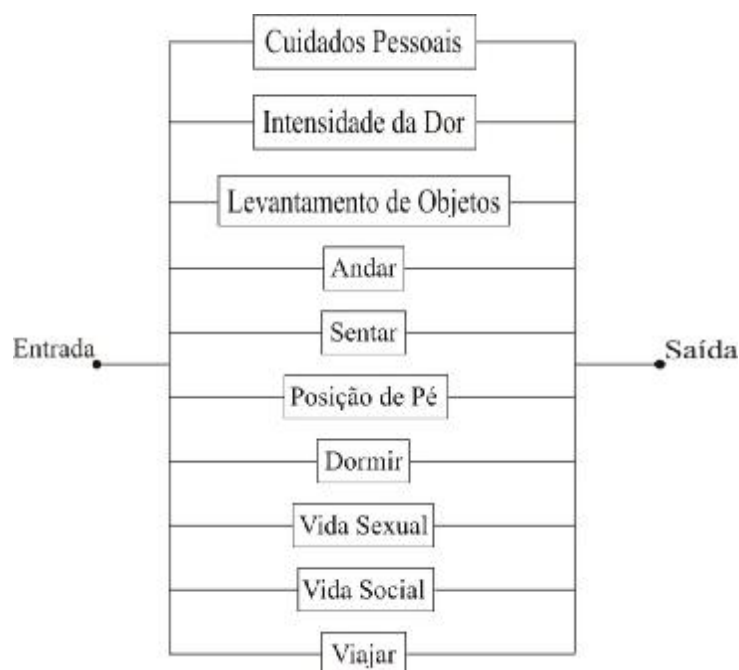 Cuidados Pessoais
Intensidade da Dor
Levantamento de Objetos
Andar
Sentar
Entrada
Saída
Posição de Pé
Dormir
Vida Sexual
Vida Social
Viajar